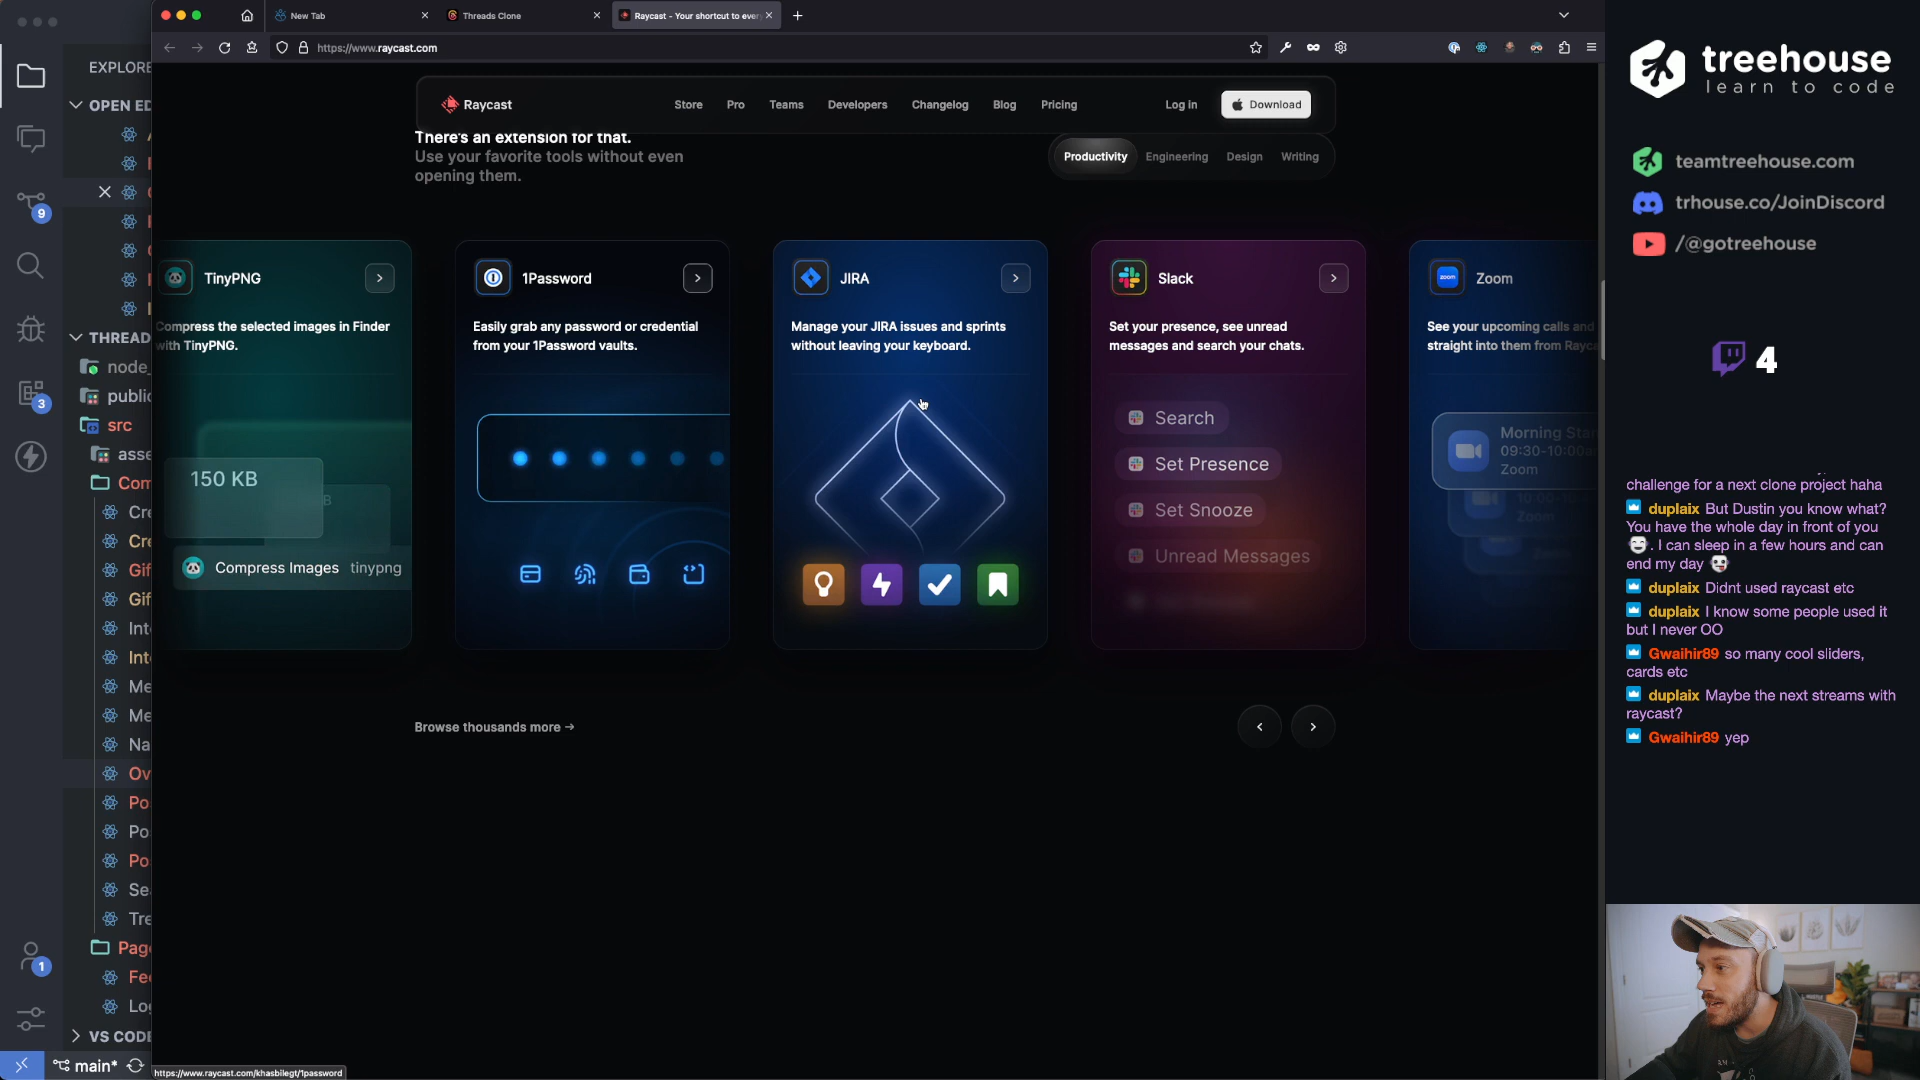 New Tab
Threads Clone
Raycast - Your shortcut to ever
https://www.raycast.com
EXPLORE
OPEN ED
THREAD
node_
public
src
asse
Com
Cre
Cre
Gif
Gif
Int
Int
Me
Me
Na
Ov
Po
Po
Po
Se
Tre
Page
Fee
Log
VS CODE
main*
9
3
1
Raycast
Store
Pro
Teams
Developers
Changelog
Blog
Pricing
Log in
Download
There's an extension for that.
Use your favorite tools without even
opening them.
Productivity
Engineering
Design
Writing
TinyPNG
Compress the selected images in Finder
with TinyPNG.
150 KB
Compress Images tinypng
1Password
Easily grab any password or credential
from your 1Password vaults.
JIRA
Manage your JIRA issues and sprints
without leaving your keyboard.
Slack
Set your presence, see unread
messages and search your chats.
Search
Set Presence
Set Snooze
Unread Messages
zoom
Zoom
See your upcoming calls and
straight into them from Rayca
Morning Stan
09:30-10:00a
Zoom
Browse thousands more →
https://www.raycast.com/khasbilegt/1password
treehouse
learn to code
teamtreehouse.com
trhouse.co/JoinDiscord
/@gotreehouse
4
challenge for a next clone project haha
duplaix But Dustin you know what?
You have the whole day in front of you
. I can sleep in a few hours and can
end my day
duplaix Didnt used raycast etc
duplaix I know some people used it
but I never OO
Gwaihir89 so many cool sliders,
cards etc
duplaix Maybe the next streams with
raycast?
Gwaihir89 yep